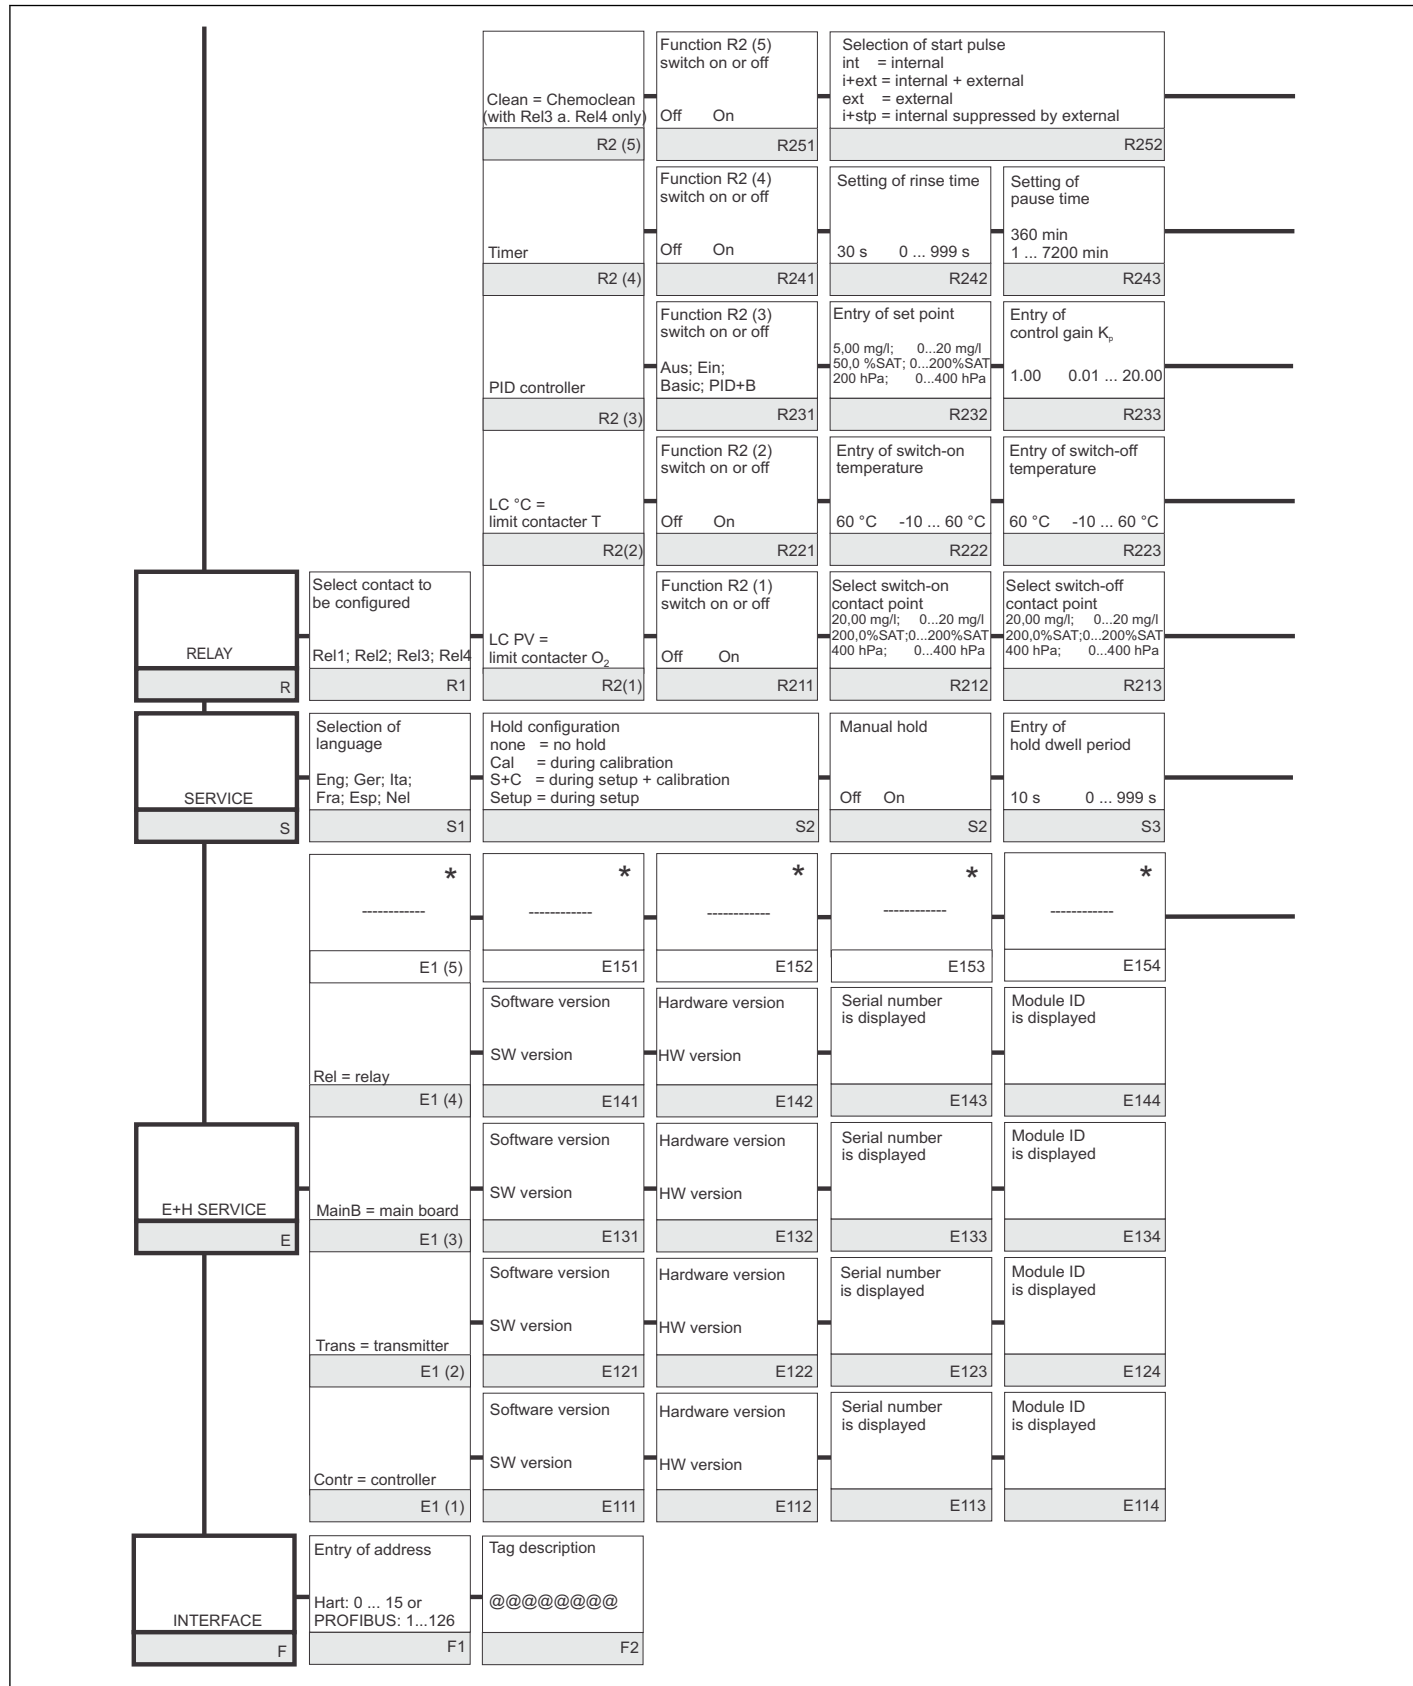 Clean = Chemoclean
(with Rel3 a. Rel4 only)
R2 (5)
Function R2 (5)
switch on or off
Off On
R251
Selection of start pulse
int = internal
i+ext = internal + external
ext = external
i+stp = internal suppressed by external
R252
Timer
R2 (4)
Function R2 (4)
switch on or off
Off On
R241
Setting of rinse time
30 s 0 ... 999 s
R242
Setting of
pause time
360 min
1 ... 7200 min
R243
PID controller
R2 (3)
Function R2 (3)
switch on or off
Aus; Ein;
Basic; PID+B
R231
Entry of set point
5,00 mg/l; 0...20 mg/l
50,0 %SAT; 0...200%SAT
200 hPa; 0...400 hPa
R232
Entry of
control gain Kp
1.00 0.01 ... 20.00
R233
LC °C =
limit contacter T
R2(2)
Function R2 (2)
switch on or off
Off On
R221
Entry of switch-on
temperature
60 °C -10 ... 60 °C
R222
Entry of switch-off
temperature
60 °C -10 ... 60 °C
R223
RELAY
R
Select contact to
be configured
Rel1; Rel2; Rel3; Rel4
R1
LC PV =
limit contacter O2
R2(1)
Function R2 (1)
switch on or off
Off On
R211
Select switch-on
contact point
20,00 mg/l; 0...20 mg/l
200,0%SAT;0...200%SAT
400 hPa; 0...400 hPa
R212
Select switch-off
contact point
20,00 mg/l; 0...20 mg/l
200,0%SAT;0...200%SAT
400 hPa; 0...400 hPa
R213
SERVICE
S
Selection of
language
Eng; Ger; Ita;
Fra; Esp; Nel
S1
Hold configuration
none = no hold
Cal = during calibration
S+C = during setup + calibration
Setup = during setup
S2
Manual hold
Off On
S2
Entry of
hold dwell period
10 s 0 ... 999 s
S3
*
------------
E1 (5)
*
------------
E151
*
------------
E152
*
------------
E153
*
------------
E154
Rel = relay
E1 (4)
Software version
SW version
E141
Hardware version
HW version
E142
Serial number
is displayed
E143
Module ID
is displayed
E144
E+H SERVICE
E
MainB = main board
E1 (3)
Software version
SW version
E131
Hardware version
HW version
E132
Serial number
is displayed
E133
Module ID
is displayed
E134
Trans = transmitter
E1 (2)
Software version
SW version
E121
Hardware version
HW version
E122
Serial number
is displayed
E123
Module ID
is displayed
E124
Contr = controller
E1 (1)
Software version
SW version
E111
Hardware version
HW version
E112
Serial number
is displayed
E113
Module ID
is displayed
E114
INTERFACE
F
Entry of address
Hart: 0 ... 15 or
PROFIBUS: 1...126
F1
Tag description
@@@@@@@@
F2